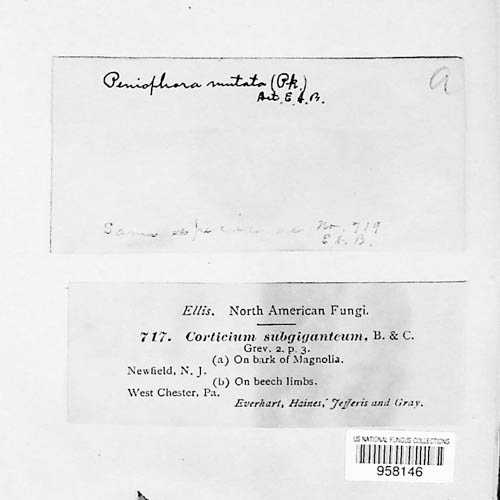 Peniophora mutata (Pk.)
Det. E. A. B.
a
Same specimen as No. 719
E. A. B.
Ellis. North American Fungi.
717. Corticium subgiganteum, B. & C.
Grev. 2. p. 3.
(a) On bark of Magnolia.
Newfield, N. J.
(b) On beech limbs.
West Chester, Pa.
Everhart, Haines, Jefferis and Gray.
US NATIONAL FUNGUS COLLECTIONS
958146